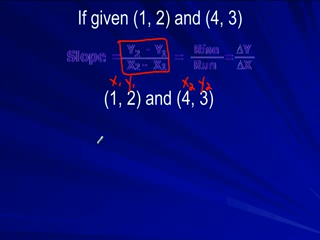 If given (1, 2) and (4, 3)
Slope = Y₂ - Y₁ / X₂ - X₁ = Rise / Run = ΔY / ΔX
x₁ y₁ x₂ y₂
(1, 2) and (4, 3)